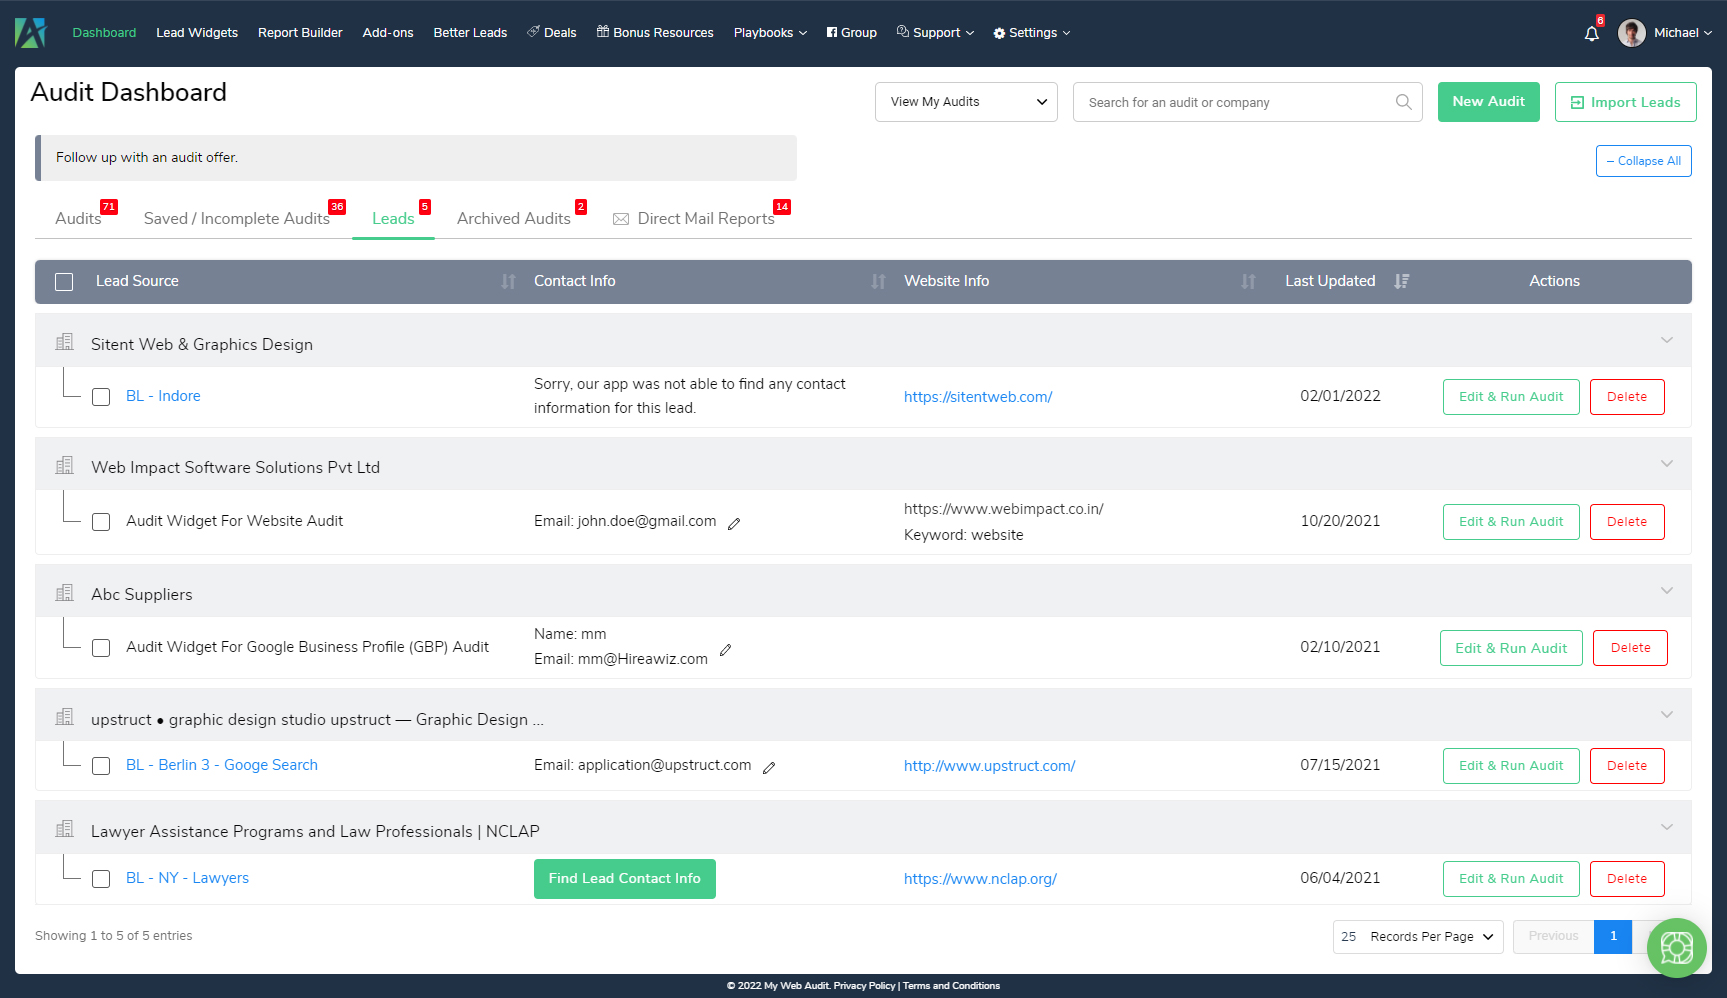 Dashboard Lead Widgets Report Builder Add-ons Better Leads Deals Bonus Resources Playbooks Group Support Settings 6 Michael
Audit Dashboard
View My Audits
Search for an audit or company
New Audit
Import Leads
Follow up with an audit offer.
– Collapse All
Audits 71
Saved / Incomplete Audits 36
Leads 5
Archived Audits 2
Direct Mail Reports 14
Lead Source Contact Info Website Info Last Updated Actions
Sitent Web & Graphics Design
BL - Indore
Sorry, our app was not able to find any contact
information for this lead.
https://sitentweb.com/
02/01/2022
Edit & Run Audit
Delete
Web Impact Software Solutions Pvt Ltd
Audit Widget For Website Audit
Email: john.doe@gmail.com
https://www.webimpact.co.in/
Keyword: website
10/20/2021
Edit & Run Audit
Delete
Abc Suppliers
Audit Widget For Google Business Profile (GBP) Audit
Name: mm
Email: mm@Hireawiz.com
02/10/2021
Edit & Run Audit
Delete
upstruct • graphic design studio upstruct — Graphic Design ...
BL - Berlin 3 - Googe Search
Email: application@upstruct.com
http://www.upstruct.com/
07/15/2021
Edit & Run Audit
Delete
Lawyer Assistance Programs and Law Professionals | NCLAP
BL - NY - Lawyers
Find Lead Contact Info
https://www.nclap.org/
06/04/2021
Edit & Run Audit
Delete
Showing 1 to 5 of 5 entries
25 Records Per Page
Previous
1
© 2022 My Web Audit. Privacy Policy | Terms and Conditions